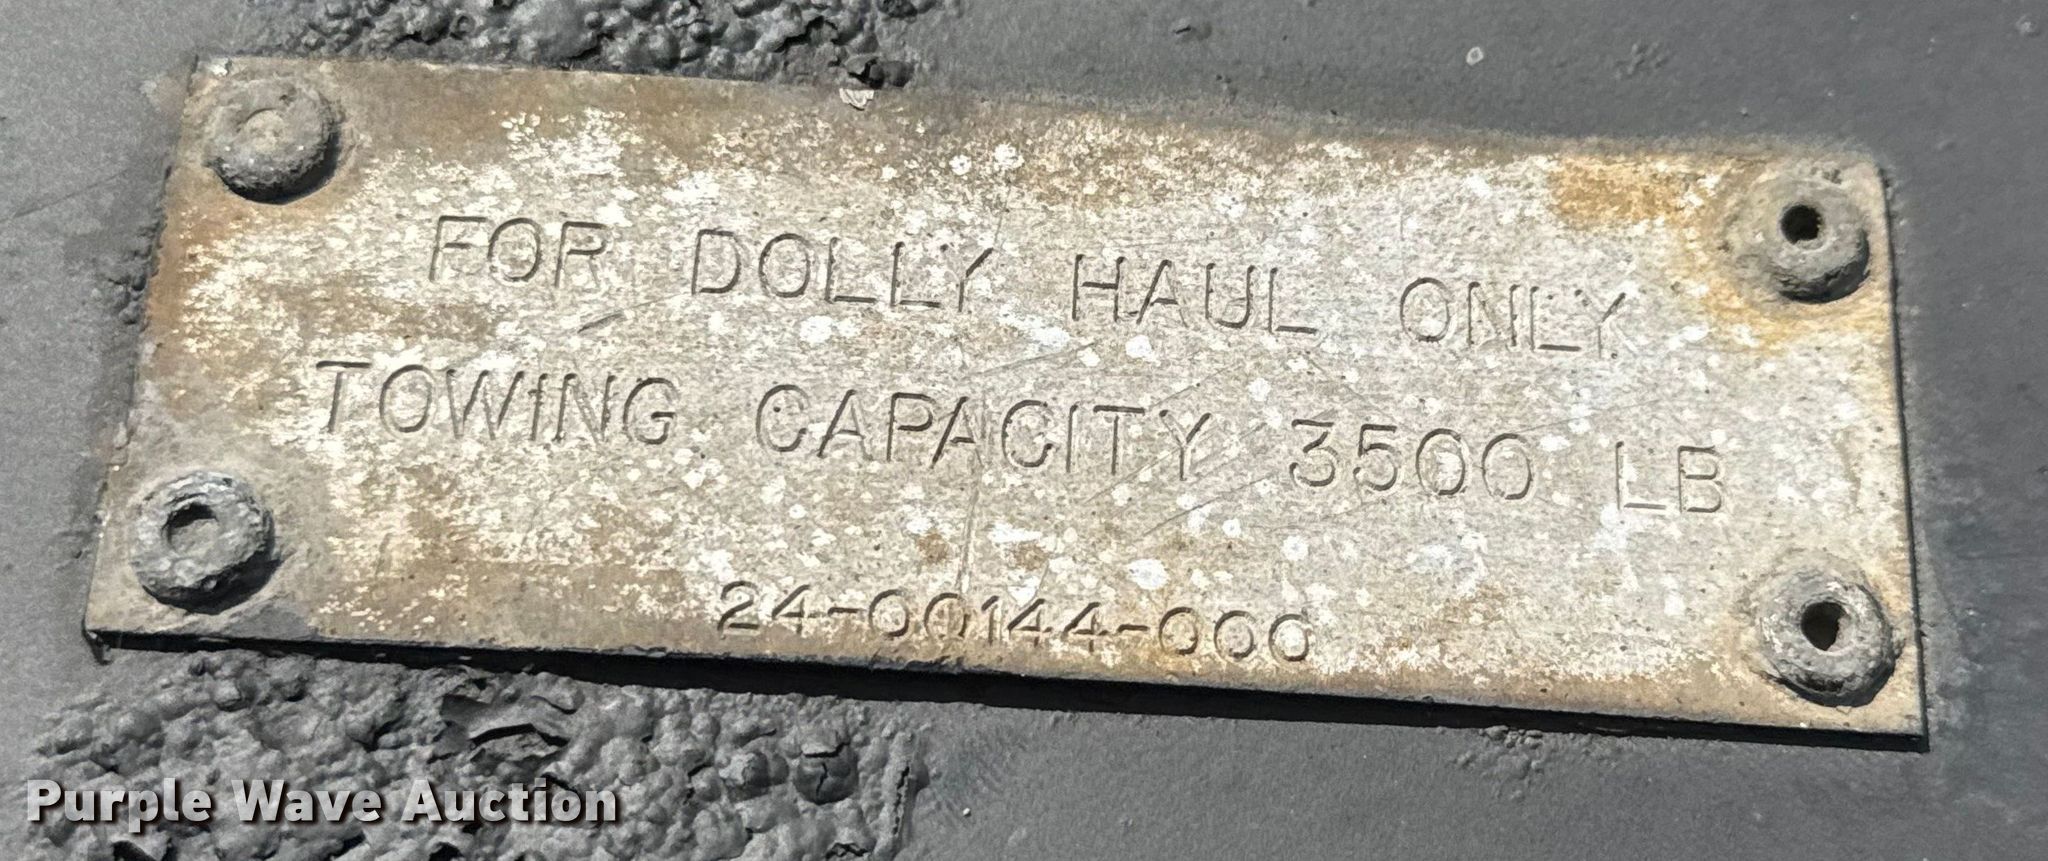 FOR DOLLY HAUL ONLY
TOWING CAPACITY 3500 LB
24-00144-000
Purple Wave Auction